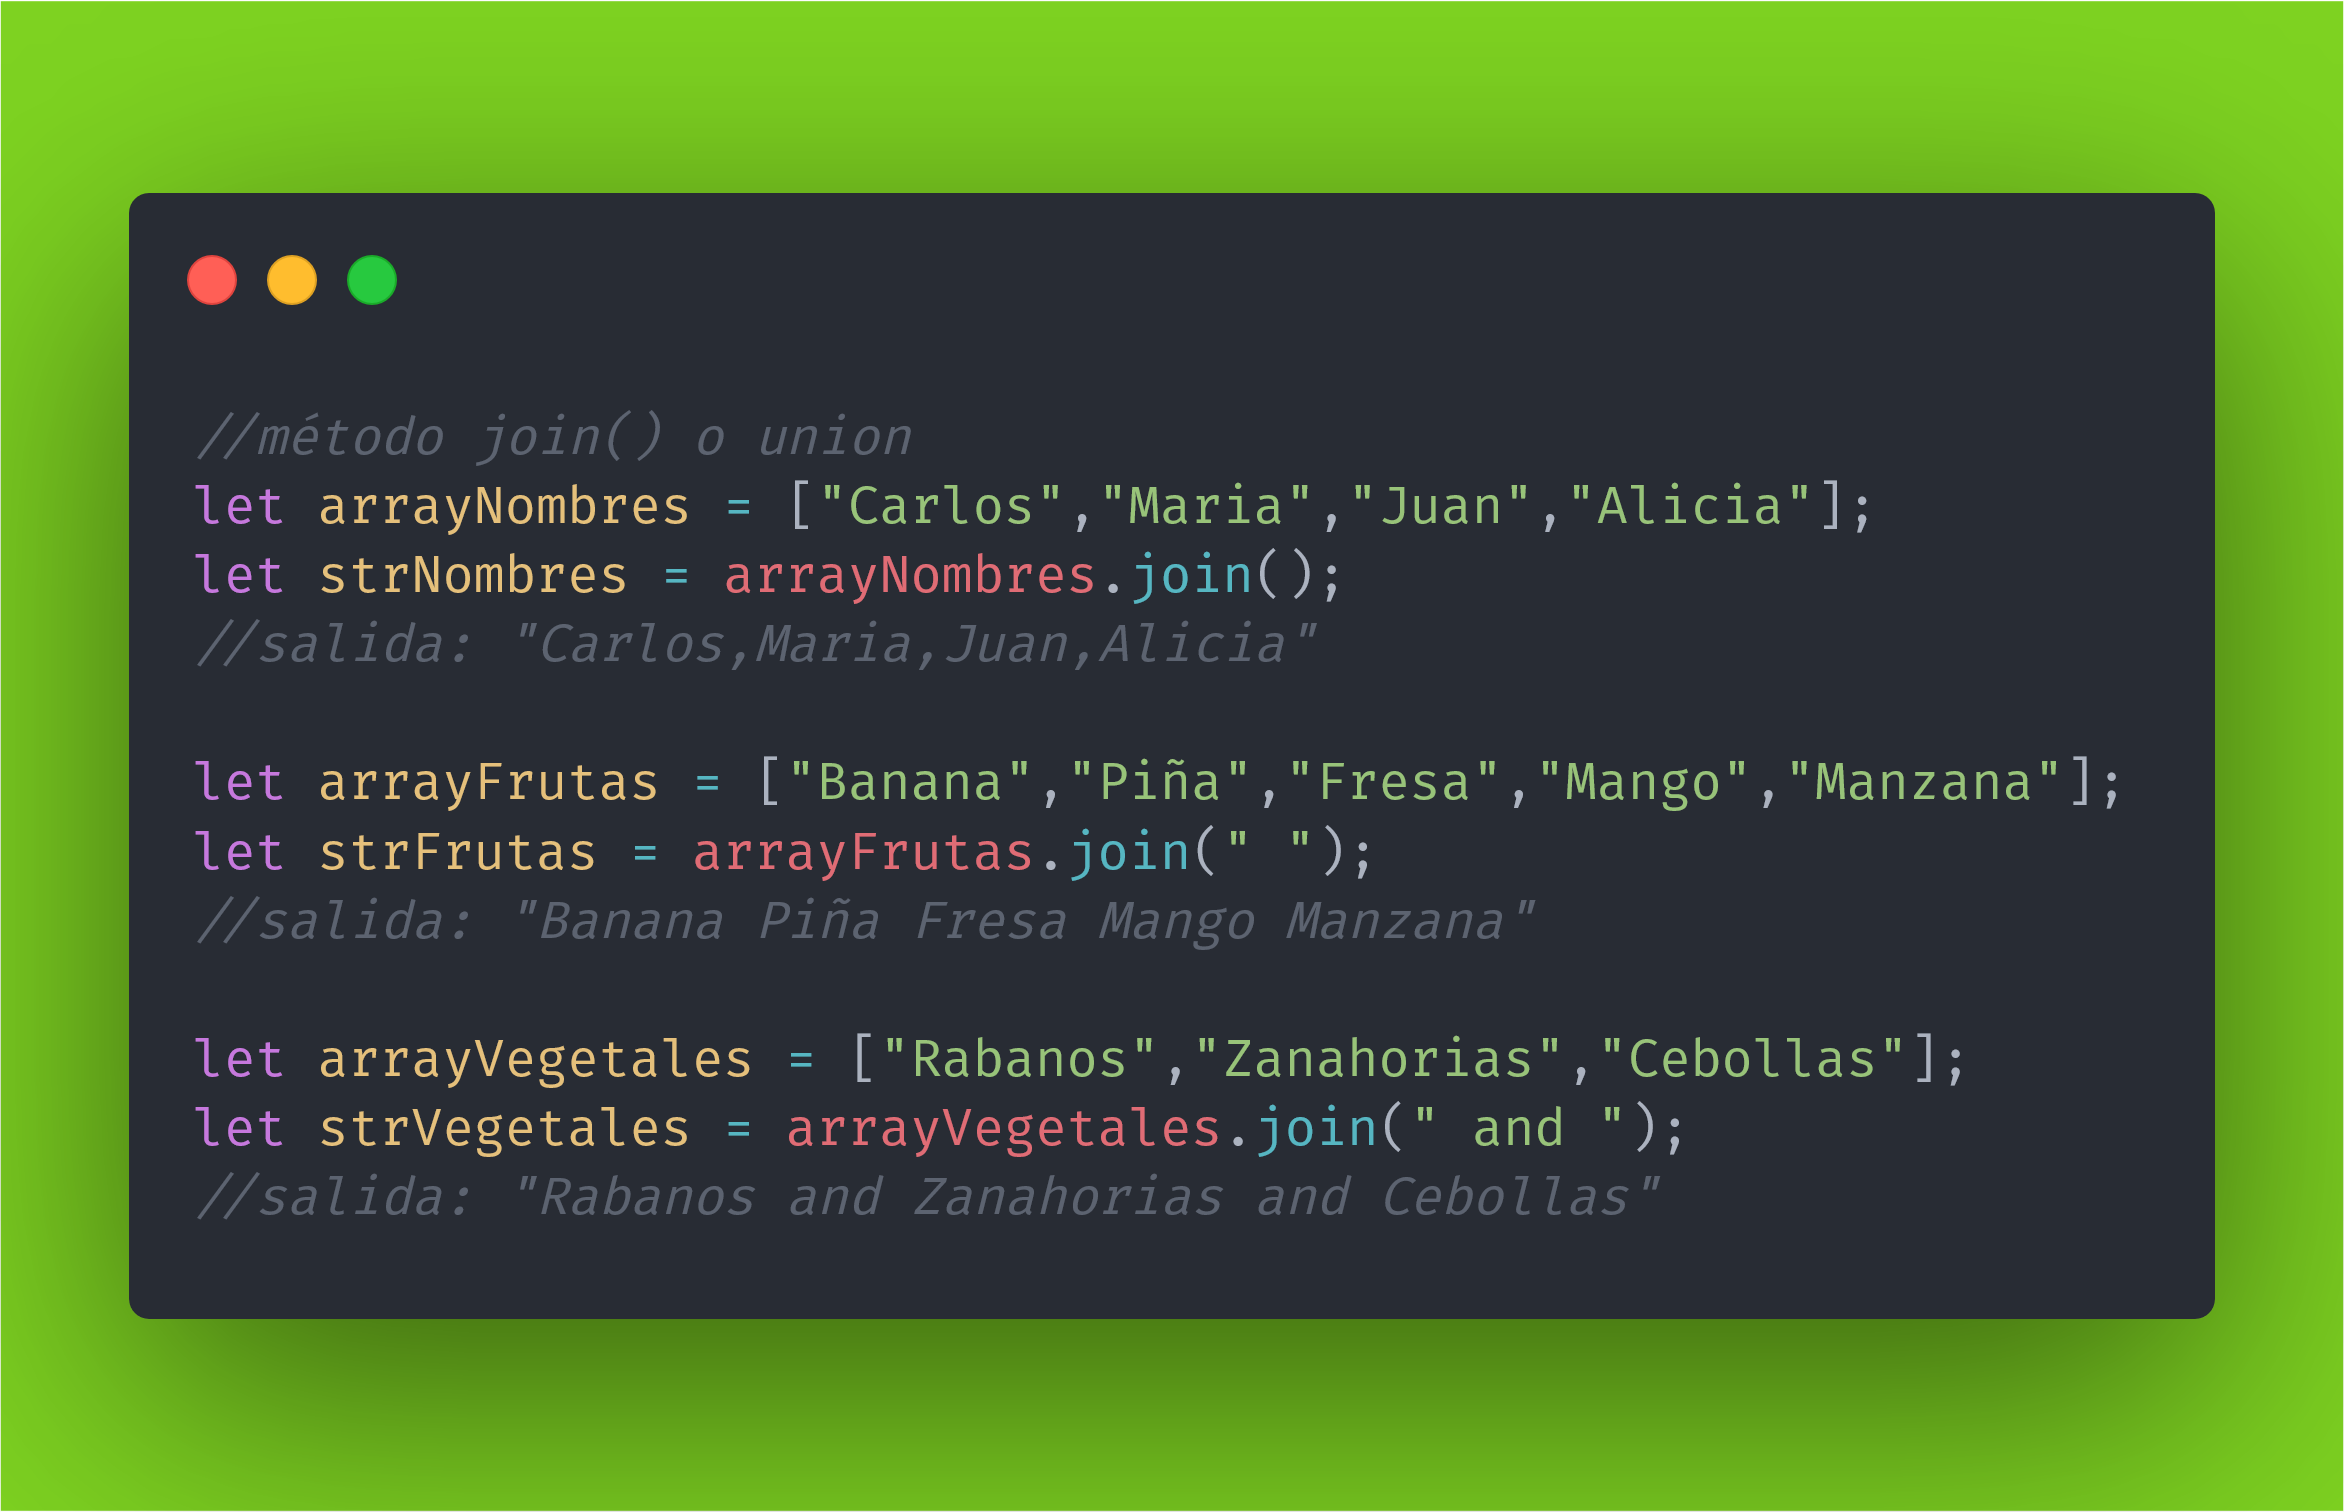 //método join() o union
let arrayNombres = ["Carlos","Maria","Juan","Alicia"];
let strNombres = arrayNombres.join();
//salida: "Carlos,Maria,Juan,Alicia"
let arrayFrutas = ["Banana","Piña","Fresa","Mango","Manzana"];
let strFrutas = arrayFrutas.join(" ");
//salida: "Banana Piña Fresa Mango Manzana"
let arrayVegetales = ["Rabanos","Zanahorias","Cebollas"];
let strVegetales = arrayVegetales.join(" and ");
//salida: "Rabanos and Zanahorias and Cebollas"